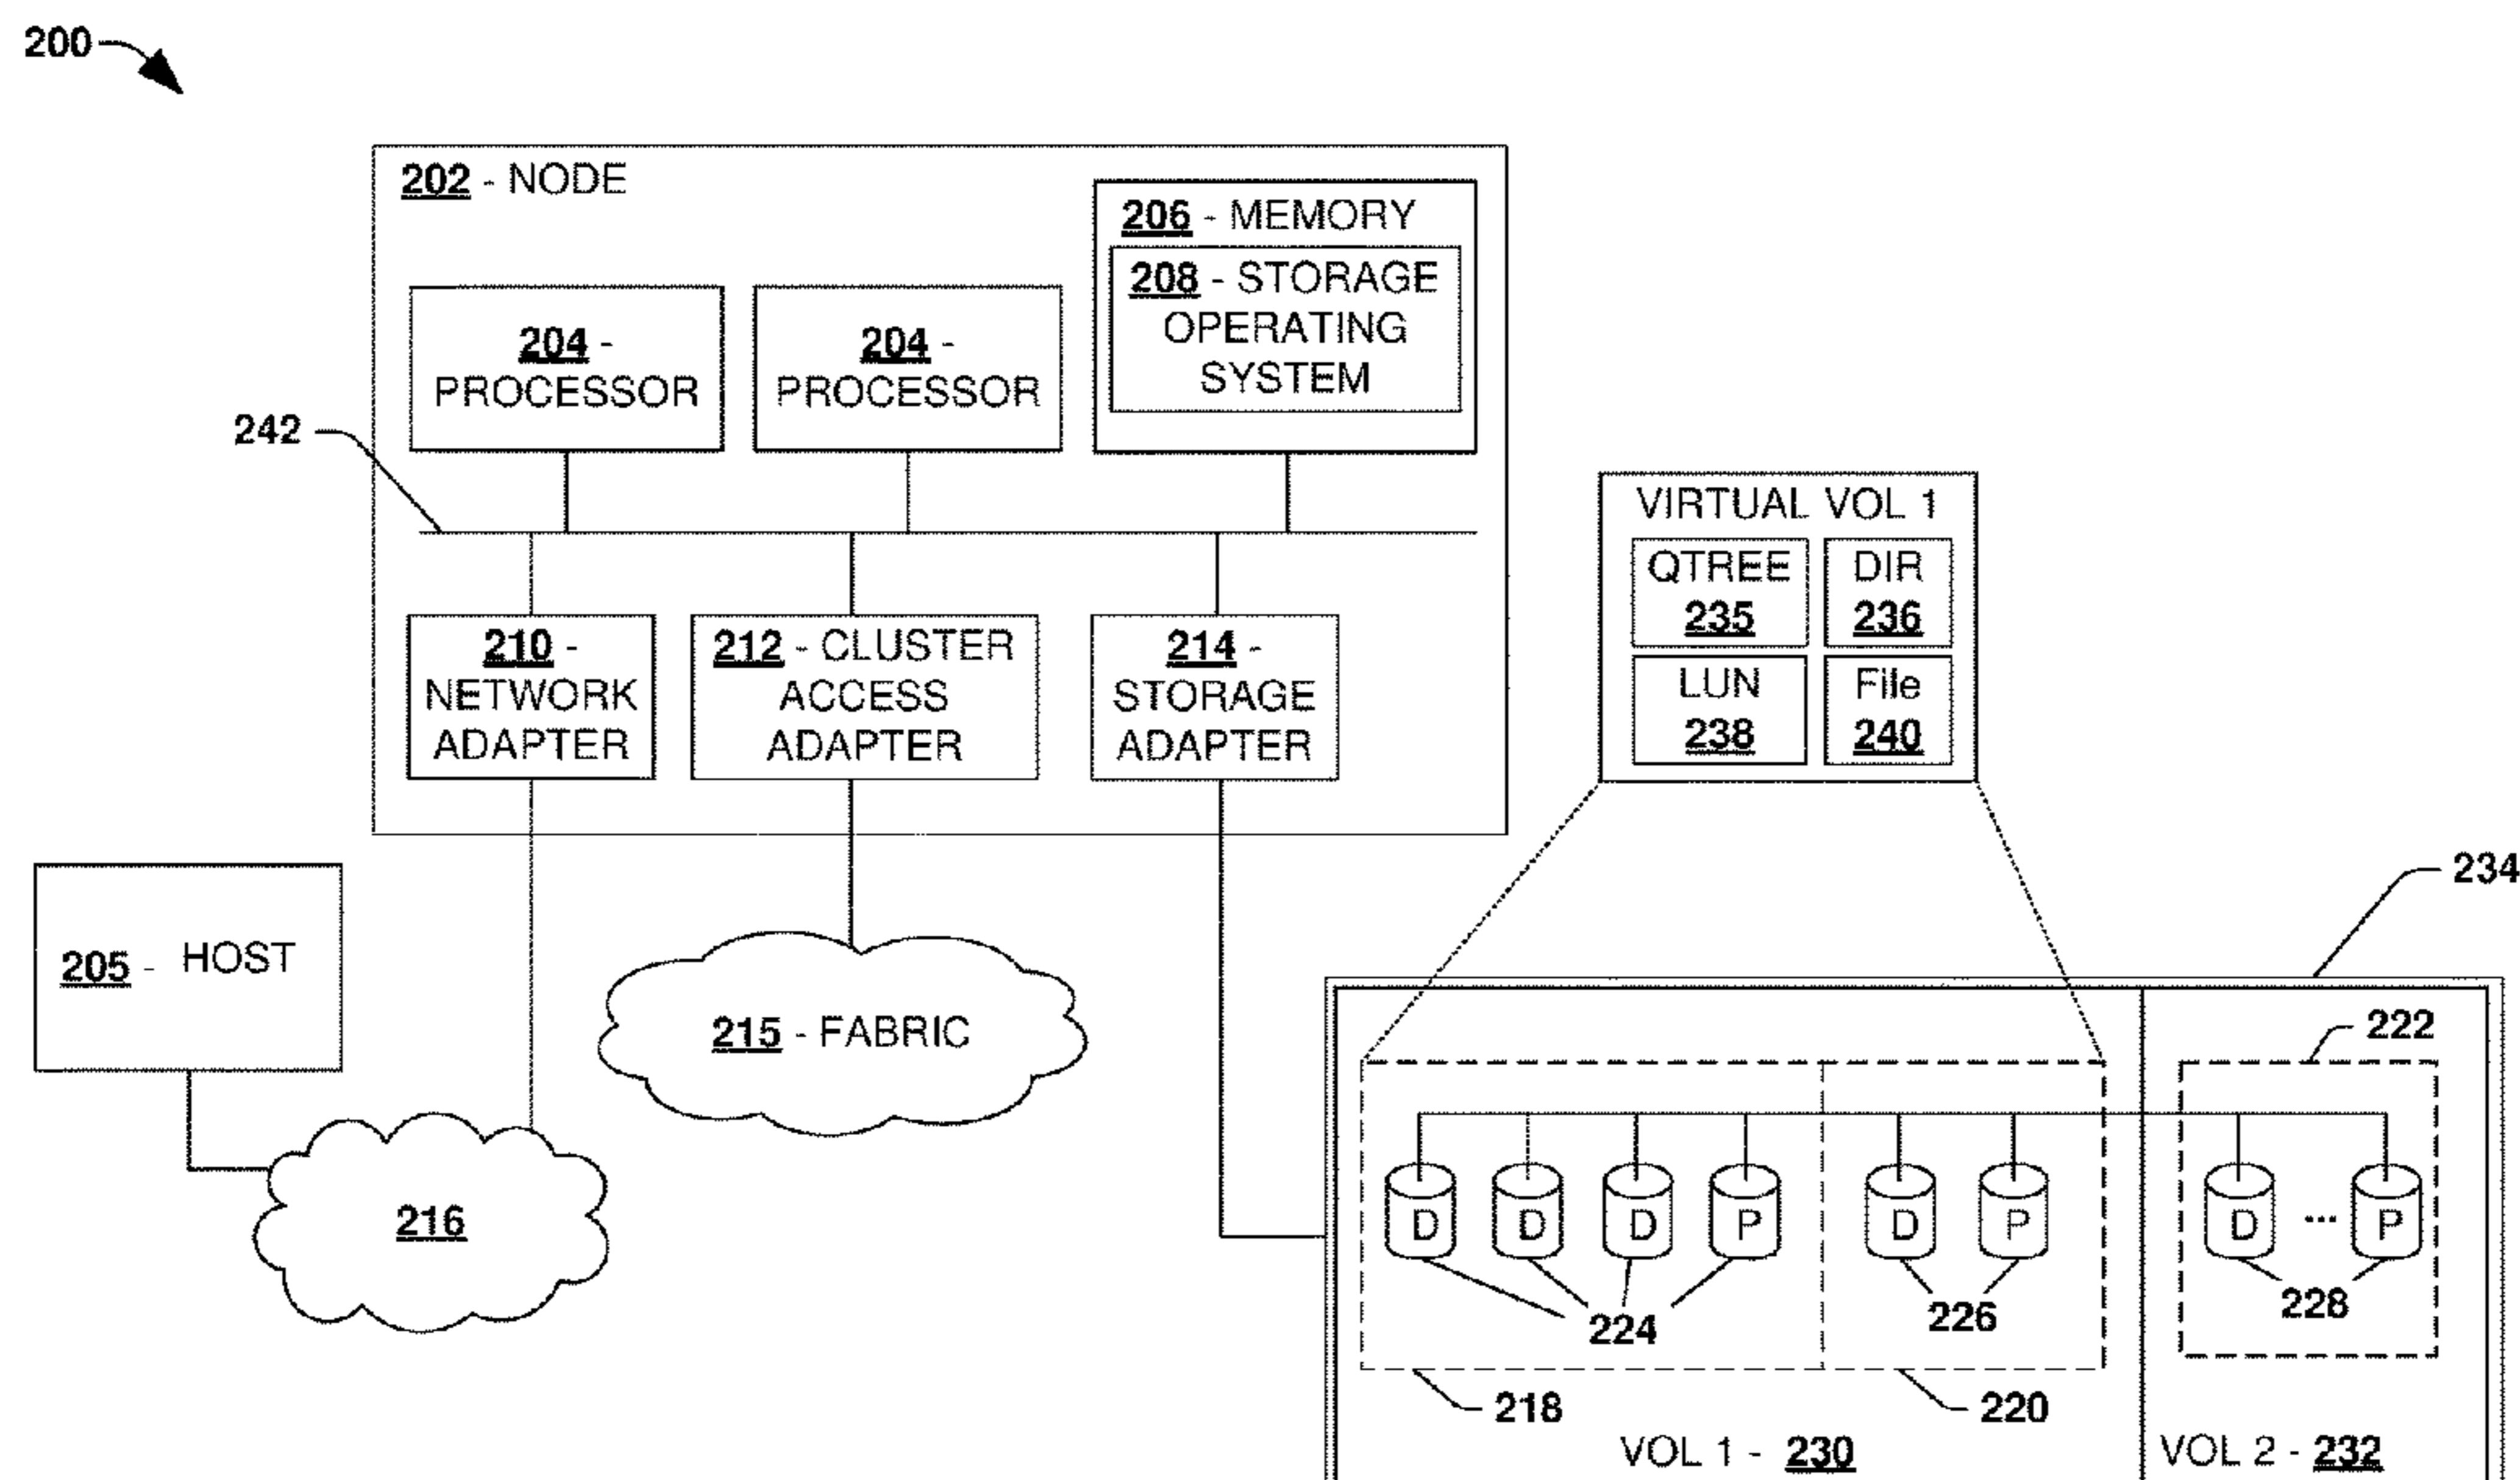 200
202 - NODE
206 - MEMORY
208 - STORAGE
OPERATING
SYSTEM
204 -
PROCESSOR
204 -
PROCESSOR
242
210 -
NETWORK
ADAPTER
212 - CLUSTER
ACCESS
ADAPTER
214 -
STORAGE
ADAPTER
VIRTUAL VOL 1
QTREE
235
DIR
236
LUN
238
File
240
234
205 - HOST
215 - FABRIC
216
222
D D D P D P D ... P
224
226
228
218
220
VOL 1 - 230
VOL 2 - 232